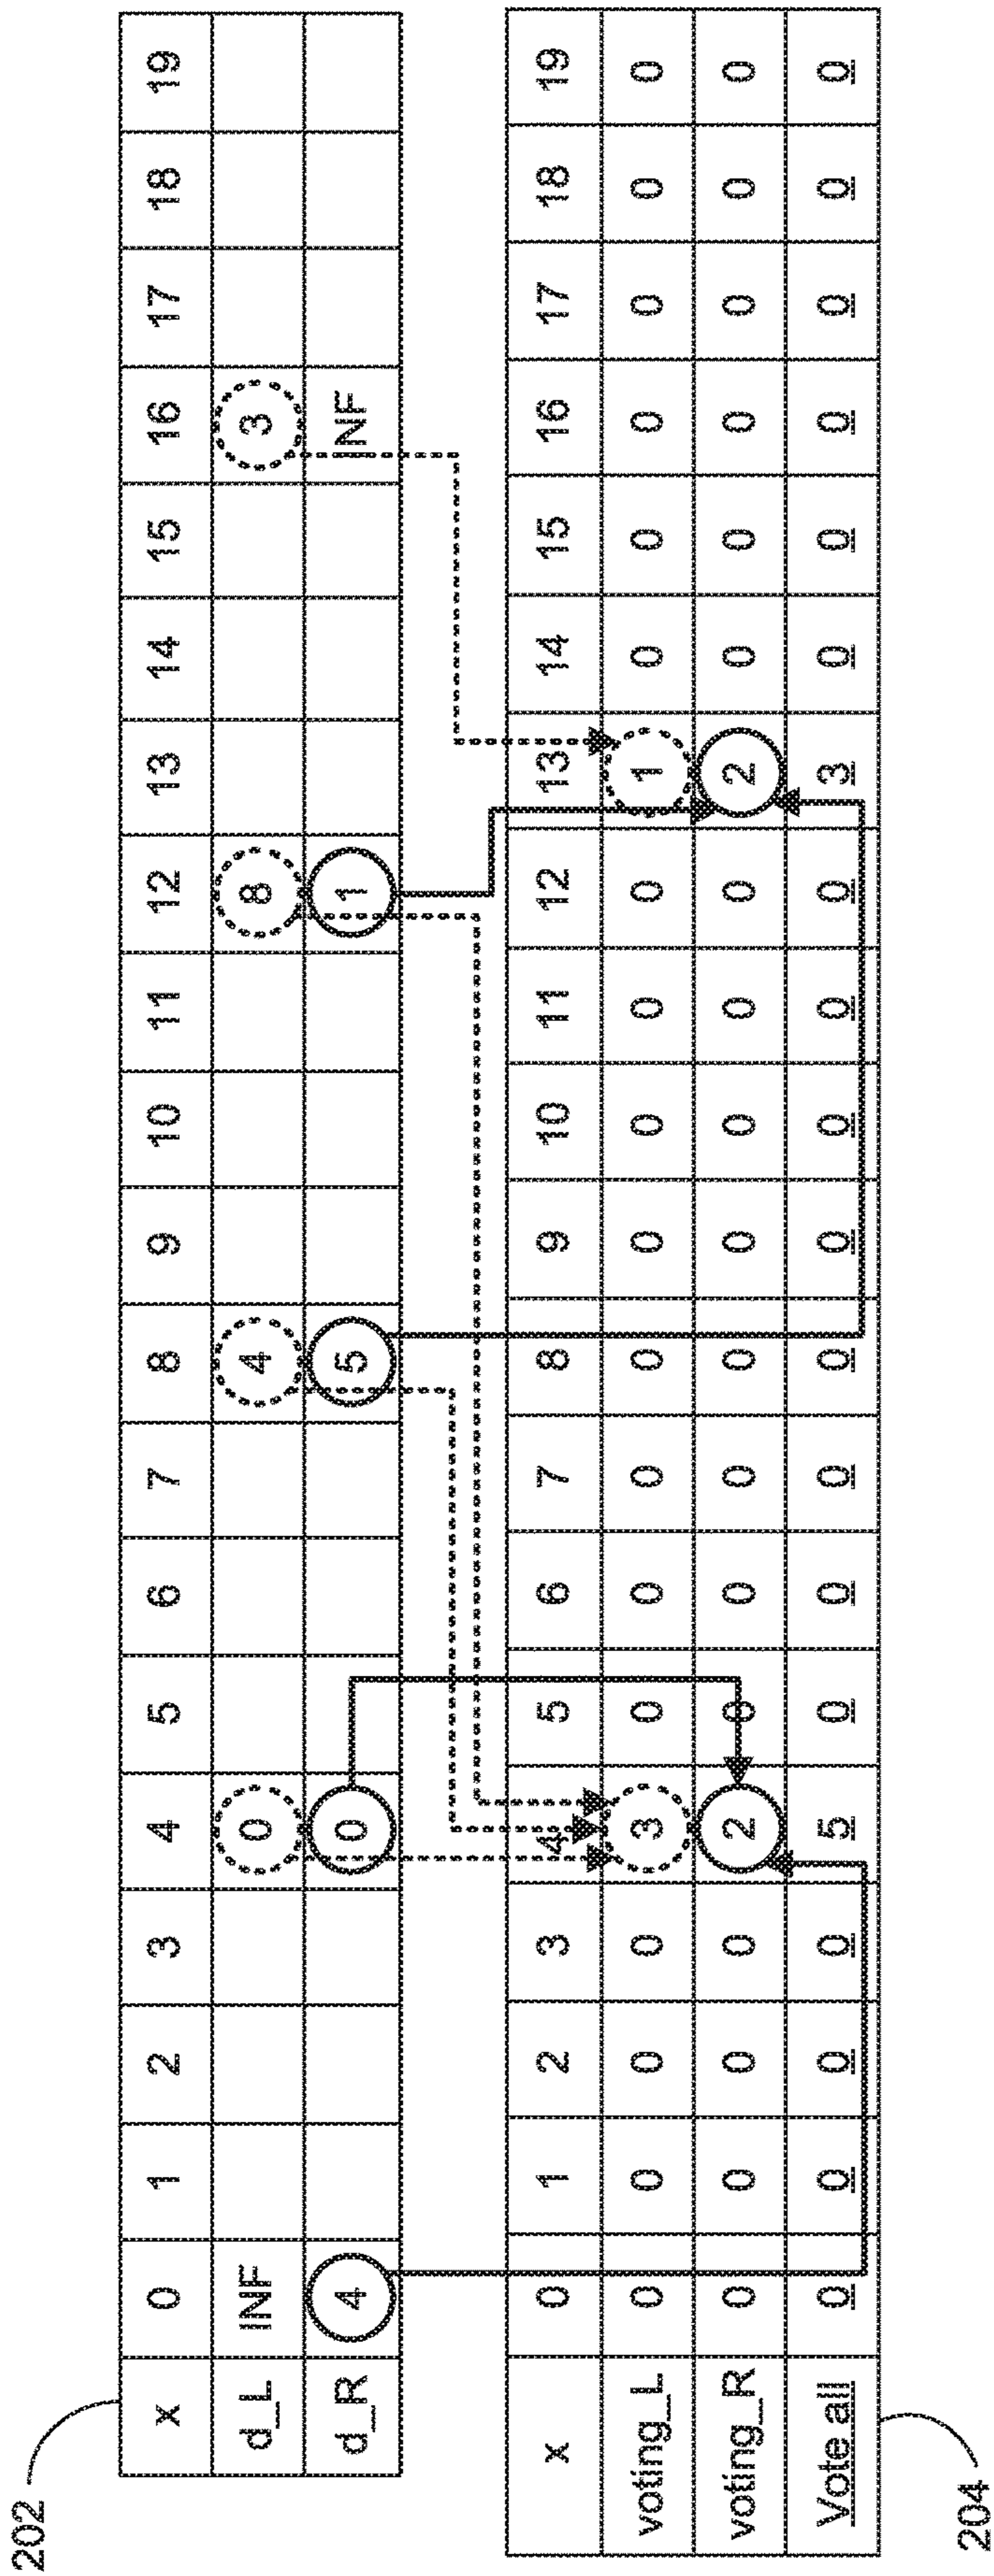 202
x 0 1 2 3 4 5 6 7 8 9 10 11 12 13 14 15 16 17 18 19
d_L INF 0 4 8 3
d_R 4 0 5 1 INF
x 0 1 2 3 4 5 6 7 8 9 10 11 12 13 14 15 16 17 18 19
voting_L 0 0 0 0 3 0 0 0 0 0 0 0 0 1 0 0 0 0 0 0
voting_R 0 0 0 0 2 0 0 0 0 0 0 0 0 2 0 0 0 0 0 0
Vote all 0 0 0 0 5 0 0 0 0 0 0 0 0 3 0 0 0 0 0 0
204